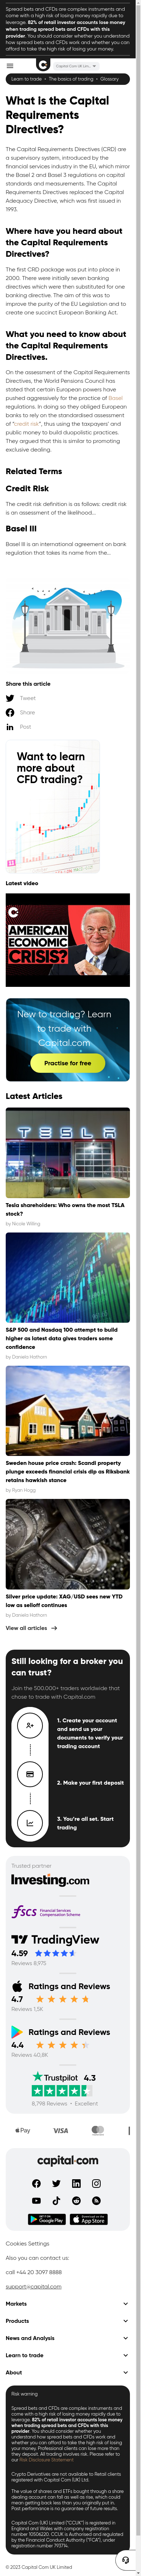 Spread bets and CFDs are complex instruments and come with a high risk of losing money rapidly due to leverage. 82% of retail investor accounts lose money when trading spread bets and CFDs with this provider. You should consider whether you understand how spread bets and CFDs work and whether you can afford to take the high risk of losing your money.
Capital Com UK Lim...
Learn to trade • The basics of trading • Glossary
What Is the Capital Requirements Directives?
The Capital Requirements Directives (CRD) are a supervisory system, introduced by the financial services industry in the EU, which mirror the Basel 2 and Basel 3 regulations on capital standards and measurements. The Capital Requirements Directives replaced the Capital Adequacy Directive, which was first issued in 1993.
Where have you heard about the Capital Requirements Directives?
The first CRD package was put into place in 2000. There were initially seven banking directives which were substituted for one banking directive. The aim of this was to expand the purity of the EU Legislation and to create one succinct European Banking Act.
What you need to know about the Capital Requirements Directives.
On the assessment of the Capital Requirements Directives, the World Pensions Council has stated that certain European powers have pushed aggressively for the practice of Basel regulations. In doing so they obliged European banks to rely on the standardised assessments of "credit risk", thus using the taxpayers' and public money to build idiopolistic practices. They argued that this is similar to promoting exclusive dealing.
Related Terms
Credit Risk
The credit risk definition is as follows: credit risk is an assessment of the likelihood...
Basel III
Basel III is an international agreement on bank regulation that takes its name from the...
Share this article
Tweet
Share
Post
Want to learn more about CFD trading?
Latest video
AMERICAN ECONOMIC CRISIS?
New to trading? Learn to trade with Capital.com
Practise for free
Latest Articles
TESLA
Tesla shareholders: Who owns the most TSLA stock?
by Nicole Willing
S&P 500 and Nasdaq 100 attempt to build higher as latest data gives traders some confidence
by Daniela Hathorn
Sweden house price crash: Scandi property plunge exceeds financial crisis dip as Riksbank retains hawkish stance
by Ryan Hogg
Silver price update: XAG/USD sees new YTD low as selloff continues
by Daniela Hathorn
View all articles
Still looking for a broker you can trust?
Join the 500.000+ traders worldwide that chose to trade with Capital.com
1. Create your account and send us your documents to verify your trading account
2. Make your first deposit
3. You're all set. Start trading
Trusted partner
Investing.com
fscs Financial Services Compensation Scheme
TradingView
4.59
Reviews 8,975
Ratings and Reviews
4.7
Reviews 1,5K
Ratings and Reviews
4.4
Reviews 40,8K
Trustpilot 4.3
8,798 Reviews • Excellent
Pay VISA
capital.com
GET IT ON Google Play
Download on the App Store
Cookies Settings
Also you can contact us:
call +44 20 3097 8888
support@capital.com
Markets
Products
News and Analysis
Learn to trade
About
Risk warning
Spread bets and CFDs are complex instruments and come with a high risk of losing money rapidly due to leverage. 82% of retail investor accounts lose money when trading spread bets and CFDs with this provider. You should consider whether you understand how spread bets and CFDs work and whether you can afford to take the high risk of losing your money. Professional clients can lose more than they deposit. All trading involves risk. Please refer to our Risk Disclosure Statement
Crypto Derivatives are not available to Retail clients registered with Capital Com (UK) Ltd.
The value of shares and ETFs bought through a share dealing account can fall as well as rise, which could mean getting back less than you originally put in. Past performance is no guarantee of future results.
Capital Com (UK) Limited ("CCUK") is registered in England and Wales with company registration number 10506220. CCUK is Authorised and regulated by the Financial Conduct Authority ("FCA"), under registration number 793714.
© 2023 Capital Com UK Limited